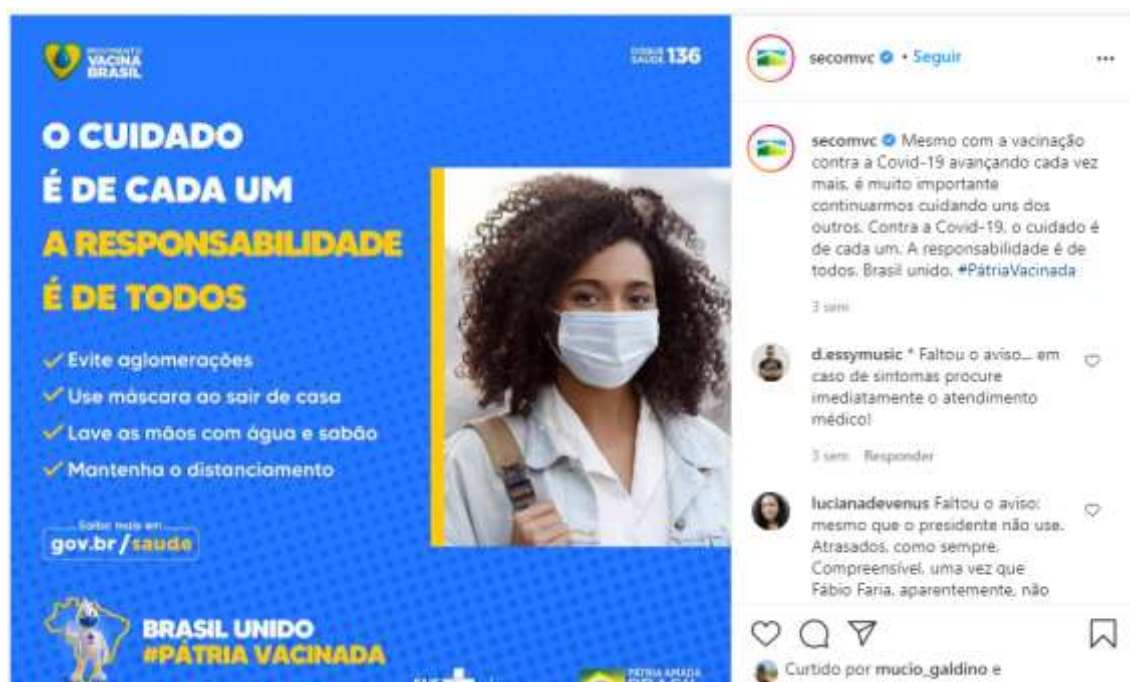 MOVIMENTO
VACINA
BRASIL
DISQUE
SAÚDE 136
O CUIDADO
É DE CADA UM
A RESPONSABILIDADE
É DE TODOS
Evite aglomerações
Use máscara ao sair de casa
Lave as mãos com água e sabão
Mantenha o distanciamento
Saiba mais em
gov.br/saude
BRASIL UNIDO
#PÁTRIA VACINADA
SUS
PÁTRIA AMADA
BRASIL
secomvc • Seguir
secomvc Mesmo com a vacinação
contra a Covid-19 avançando cada vez
mais, é muito importante
continuarmos cuidando uns dos
outros. Contra a Covid-19, o cuidado é
de cada um. A responsabilidade é de
todos. Brasil unido. #PátriaVacinada
3 sem
d.essymusic * Faltou o aviso... em
caso de sintomas procure
imediatamente o atendimento
médico!
3 sem Responder
lucianadevenus Faltou o aviso:
mesmo que o presidente não use.
Atrasados, como sempre.
Compreensível, uma vez que
Fábio Faria, aparentemente, não
Curtido por mucio_galdino e